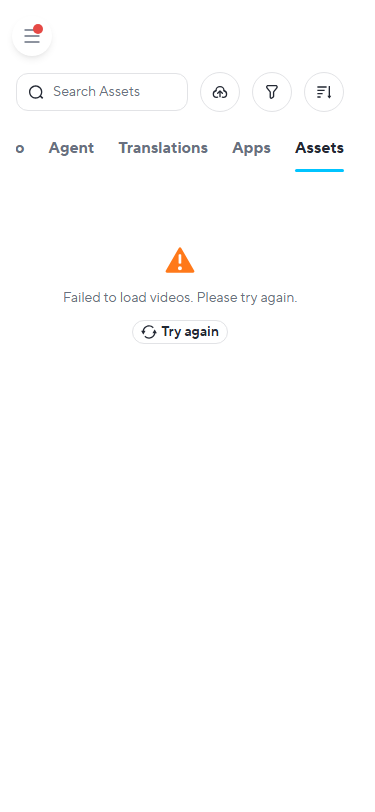 Search Assets
o Agent Translations Apps Assets
Failed to load videos. Please try again.
Try again